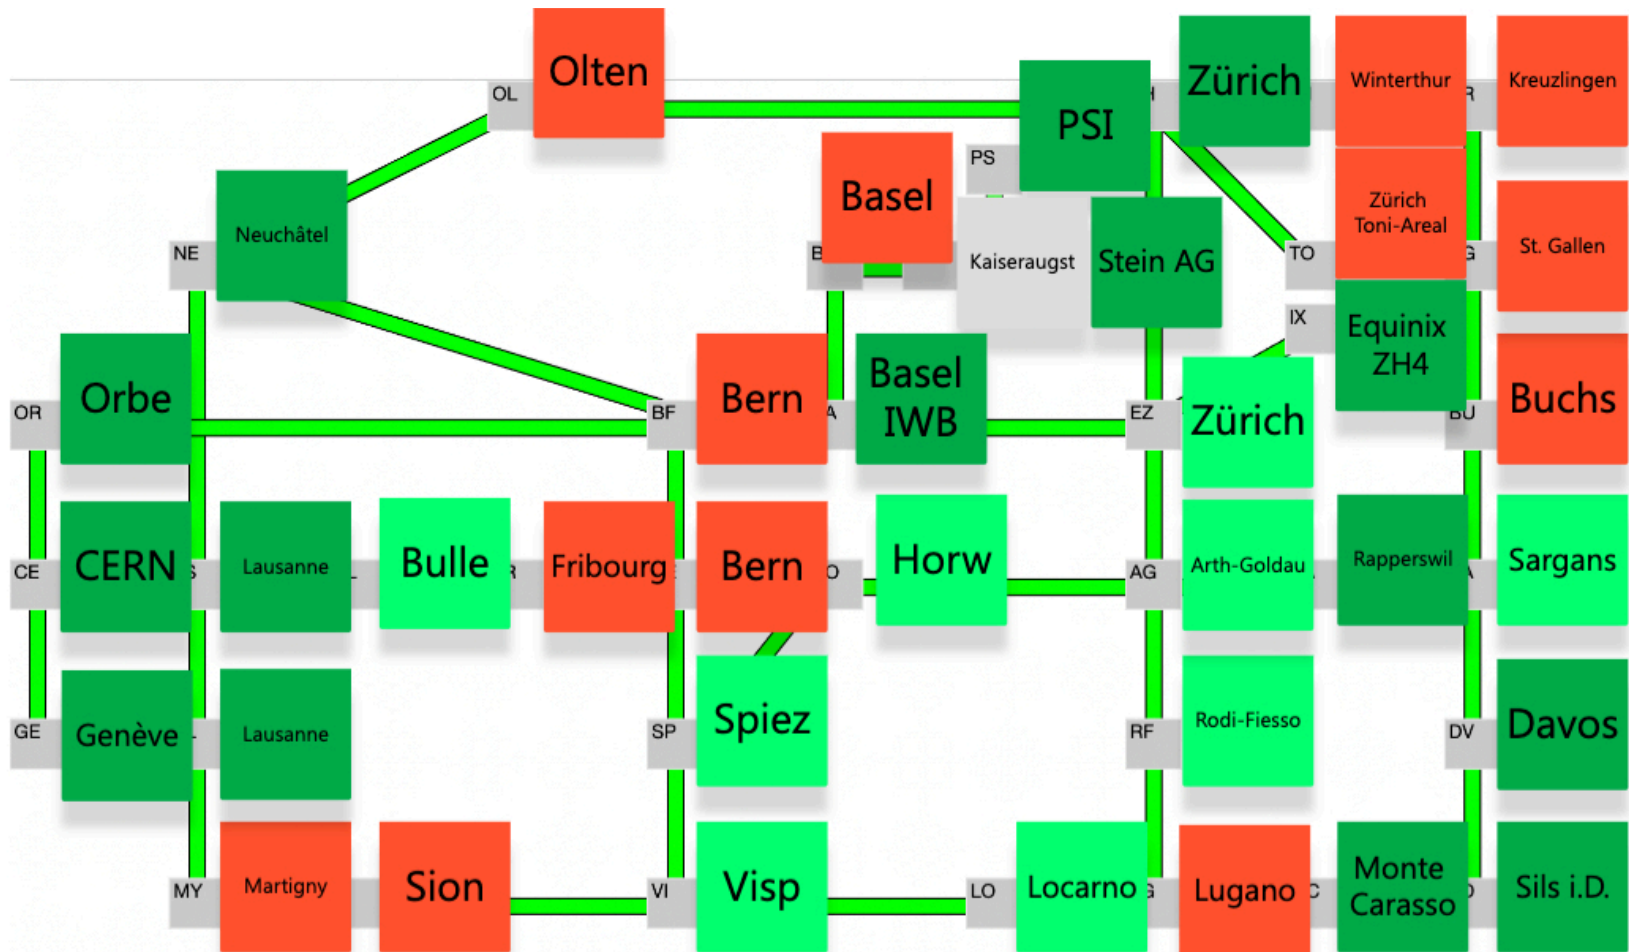 OL
Olten
PSI
H
Zürich
Winterthur
R
Kreuzlingen
PS
Basel
B
Kaiseraugst
Stein AG
Zürich
Toni-Areal
TO
G
St. Gallen
NE
Neuchâtel
IX
Equinix
ZH4
OR
Orbe
BF
Bern
A
Basel
IWB
EZ
Zürich
BU
Buchs
CE
CERN
S
Lausanne
L
Bulle
R
Fribourg
Bern
O
Horw
AG
Arth-Goldau
Rapperswil
A
Sargans
GE
Genève
Lausanne
SP
Spiez
RF
Rodi-Fiesso
DV
Davos
MY
Martigny
Sion
VI
Visp
LO
Locarno
G
Lugano
C
Monte
Carasso
D
Sils i.D.